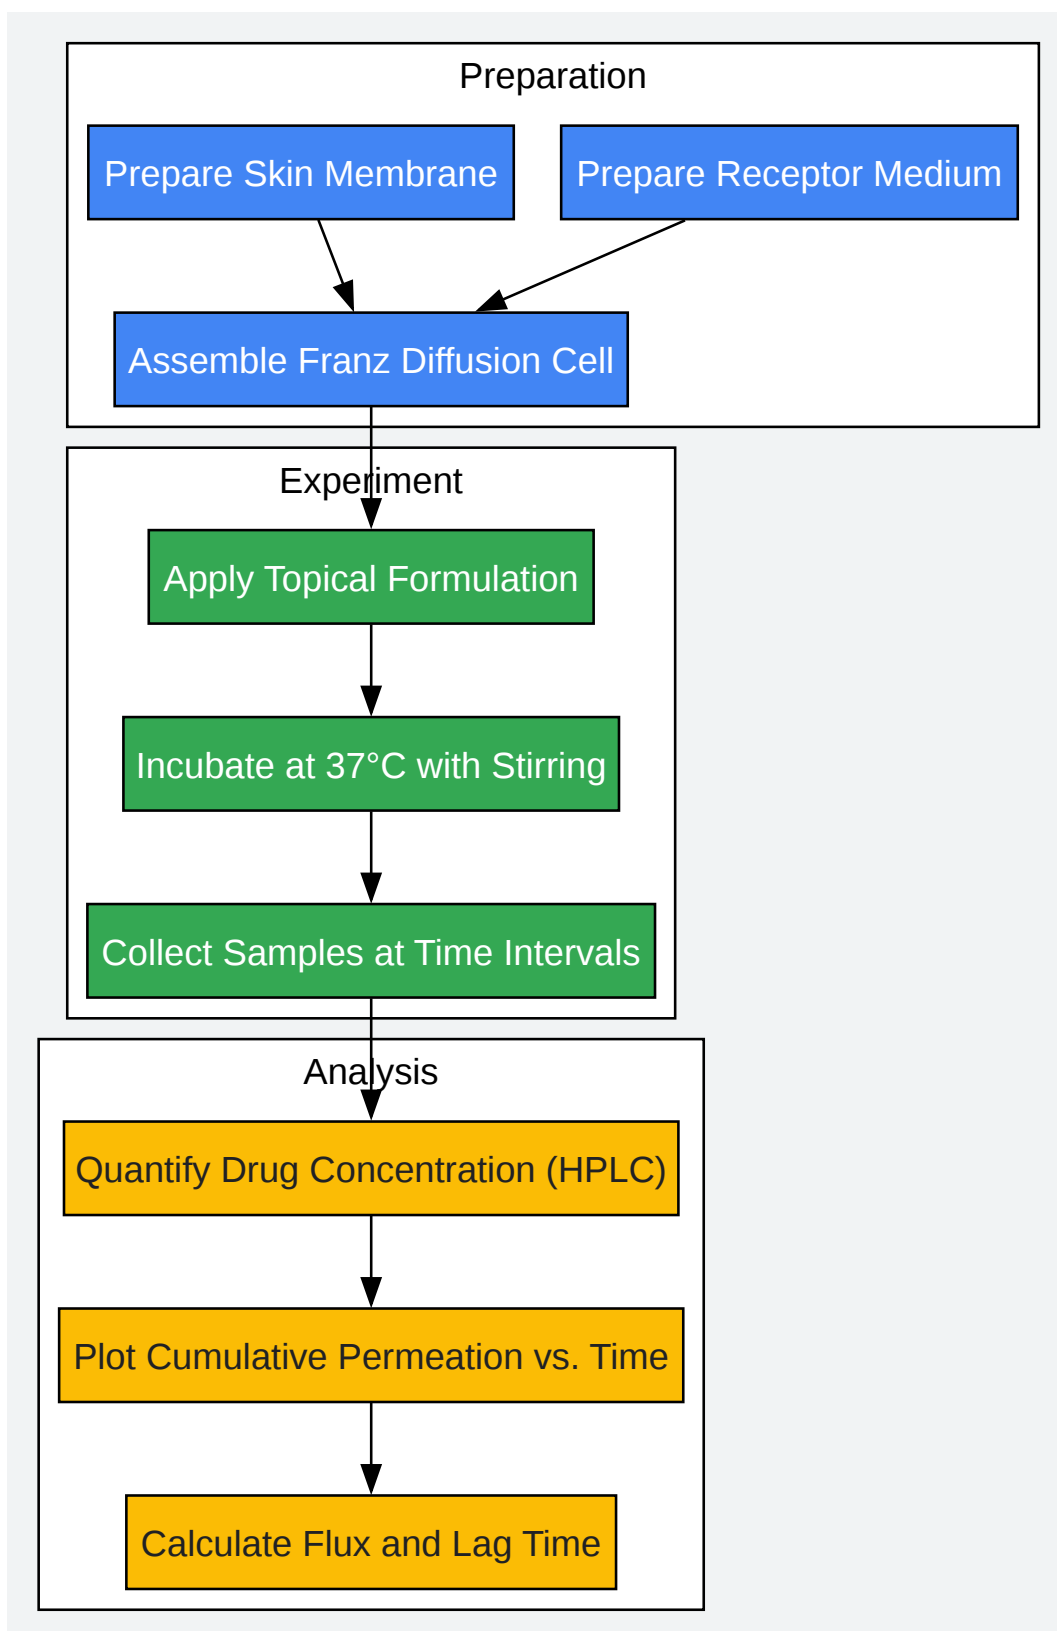 Preparation
Prepare Skin Membrane
Prepare Receptor Medium
Assemble Franz Diffusion Cell
Experiment
Apply Topical Formulation
Incubate at 37°C with Stirring
Collect Samples at Time Intervals
Analysis
Quantify Drug Concentration (HPLC)
Plot Cumulative Permeation vs. Time
Calculate Flux and Lag Time